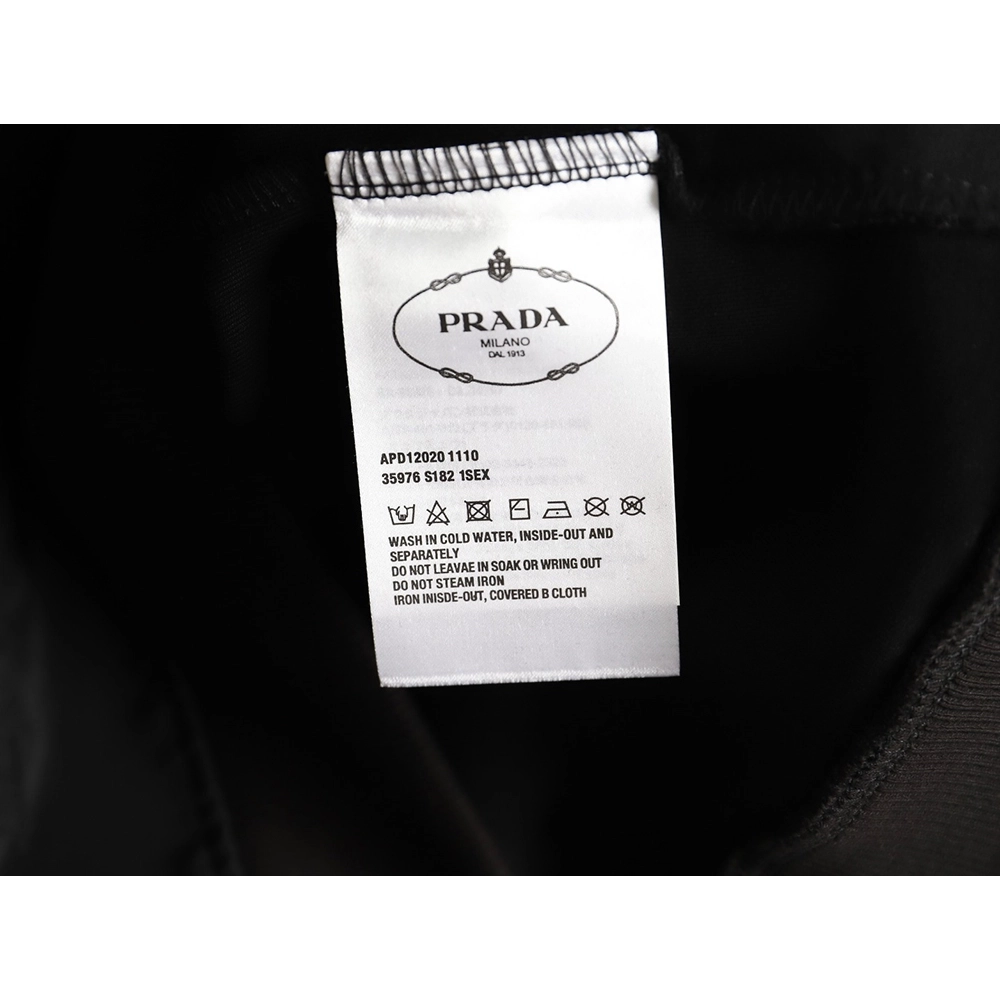 PRADA
MILANO
DAL 1913
APD12020 1110
35976 S182 1SEX
WASH IN COLD WATER, INSIDE-OUT AND
SEPARATELY
DO NOT LEAVAE IN SOAK OR WRING OUT
DO NOT STEAM IRON
IRON INISDE-OUT, COVERED B CLOTH